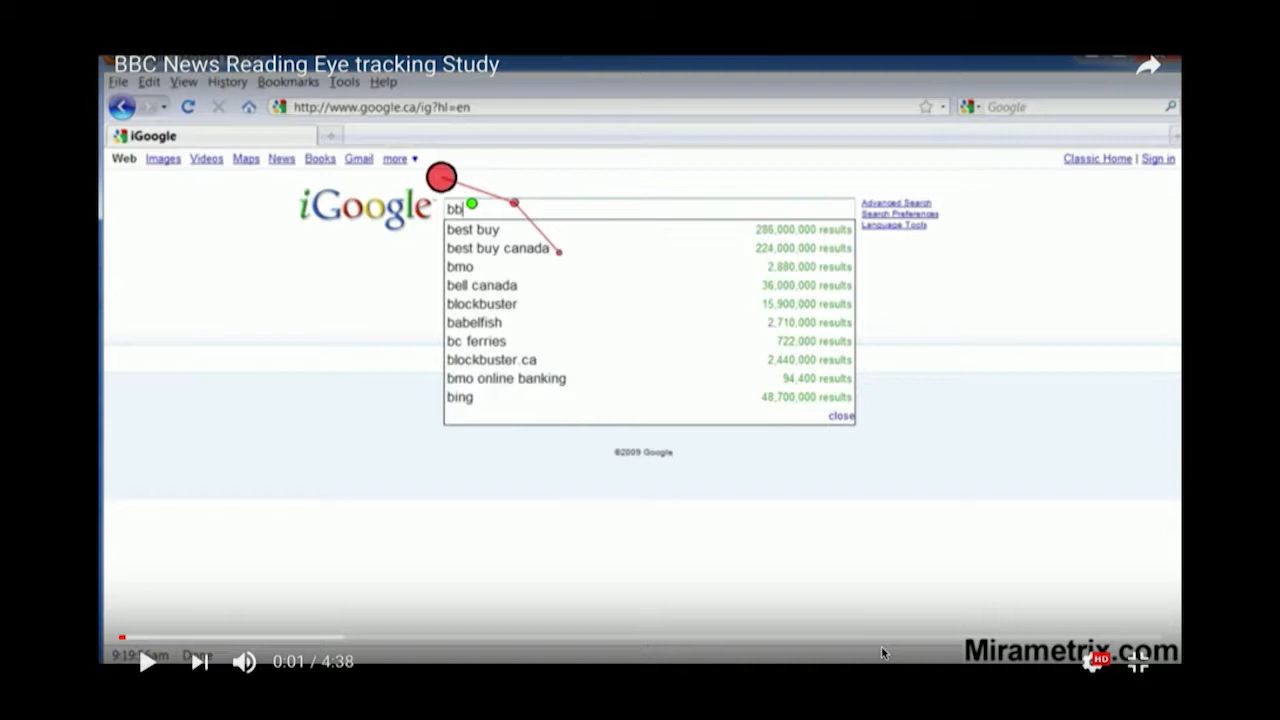 BBC News Reading Eye tracking Study
File Edit View History Bookmarks Tools Help
http://www.google.ca/ig?hl=en Google
iGoogle
Web Images Videos Maps News Books Gmail more Classic Home | Sign in
iGoogle
bb
Advanced Search
Search Preferences
Language Tools
best buy 286,000,000 results
best buy canada 224,000,000 results
bmo 2,880,000 results
bell canada 36,000,000 results
blockbuster 15,900,000 results
babelfish 2,710,000 results
bc ferries 722,000 results
blockbuster.ca 2,440,000 results
bmo online banking 94,400 results
bing 48,700,000 results
close
©2009 Google
Mirametrix.com
Done
0:01 / 4:38
HD